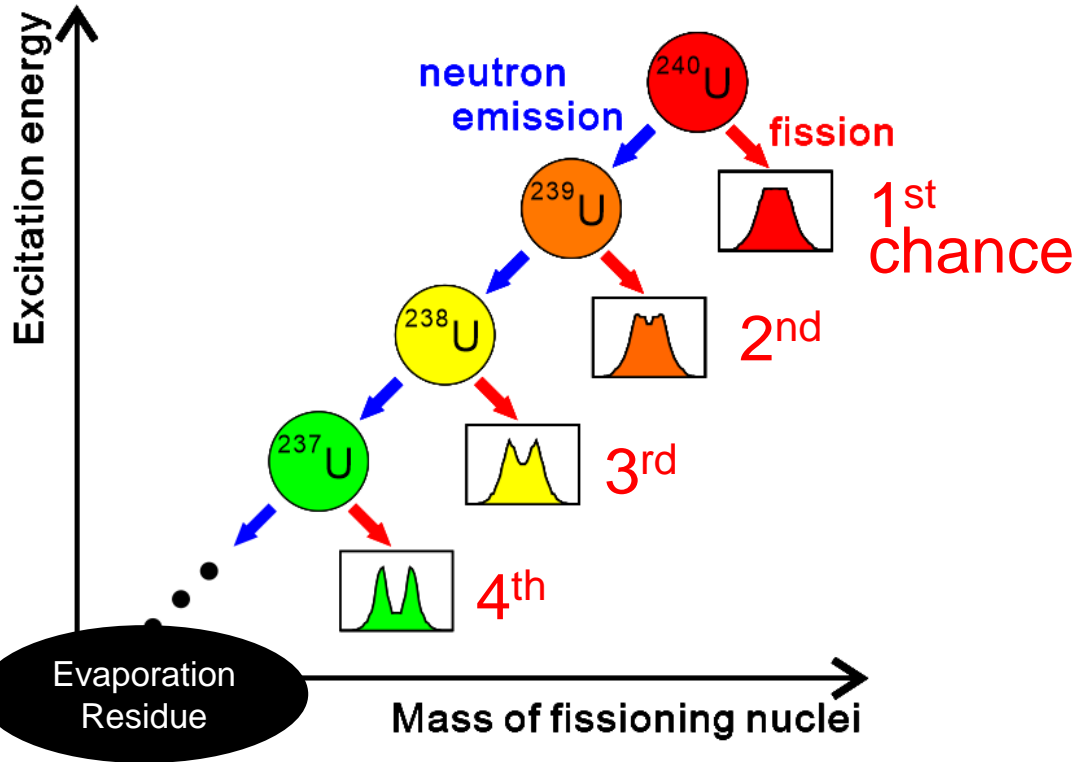 Excitation energy
neutron
emission
²⁴⁰U
fission
1ˢᵗ
chance
²³⁹U
2ⁿᵈ
²³⁸U
3ʳᵈ
²³⁷U
4ᵗʰ
Evaporation
Residue
Mass of fissioning nuclei